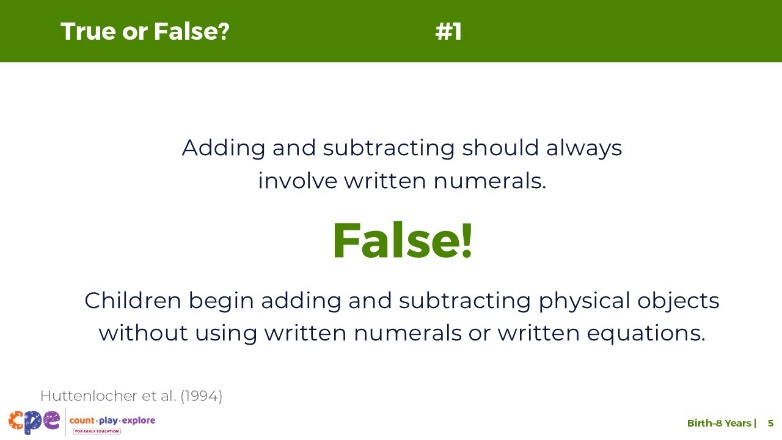 True or False? #1
Adding and subtracting should always
involve written numerals.
False!
Children begin adding and subtracting physical objects
without using written numerals or written equations.
Huttenlocher et al. (1994)
cpe count·play·explore
FOR EARLY EDUCATION
Birth–8 Years | 5